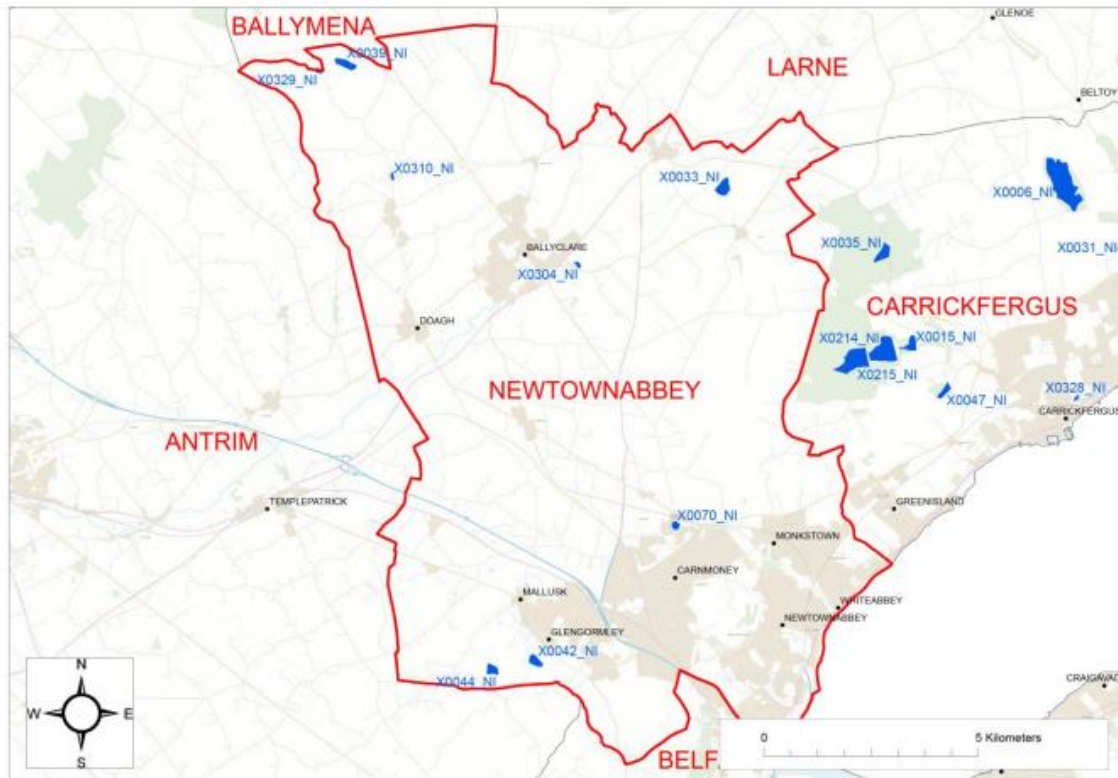 BALLYMENA
GLENOE
X0039_NI
LARNE
X0329_NI
BELTOY
X0310_NI
X0033_NI
X0006_NI
X0035_NI
X0031_NI
BALLYCLARE
X0304_NI
CARRICKFERGUS
DOAGH
X0214_NI
X0015_NI
X0215_NI
NEWTOWNABBEY
X0047_NI
X0328_NI
CARRICKFERGUS
ANTRIM
TEMPLEPATRICK
GREENISLAND
X0070_NI
MONKSTOWN
CARNMONEY
MALLUSK
WHITEABBEY
NEWTOWNABBEY
GLENGORMLEY
X0042_NI
X0044_NI
CRAIGAVAD
N
W
E
S
BELF
0
5 Kilometers